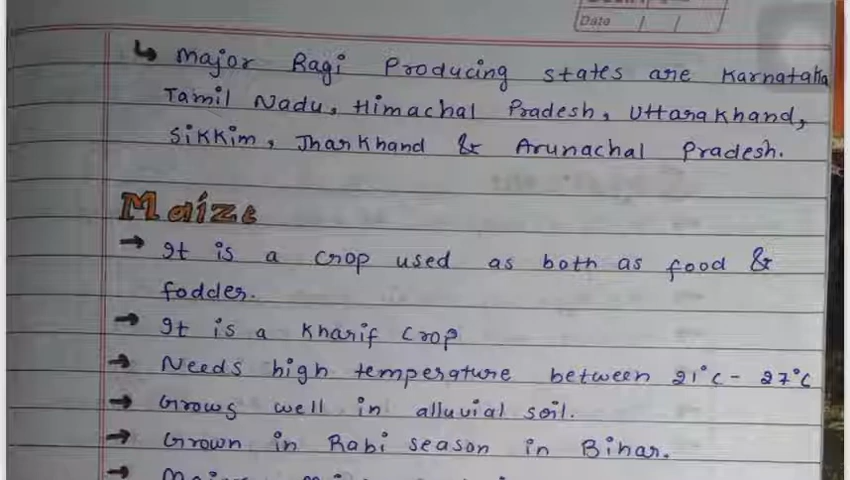 Data / /
↳ Major Ragi Producing states are Karnataka
Tamil Nadu, Himachal Pradesh, Uttarakhand,
Sikkim, Jharkhand & Arunachal Pradesh.
Maize
→ It is a crop used as both as food &
fodder.
→ It is a Kharif crop
→ Needs high temperature between 21°C - 27°C
→ Grows well in alluvial soil.
→ Grown in Rabi season in Bihar.
→ Major